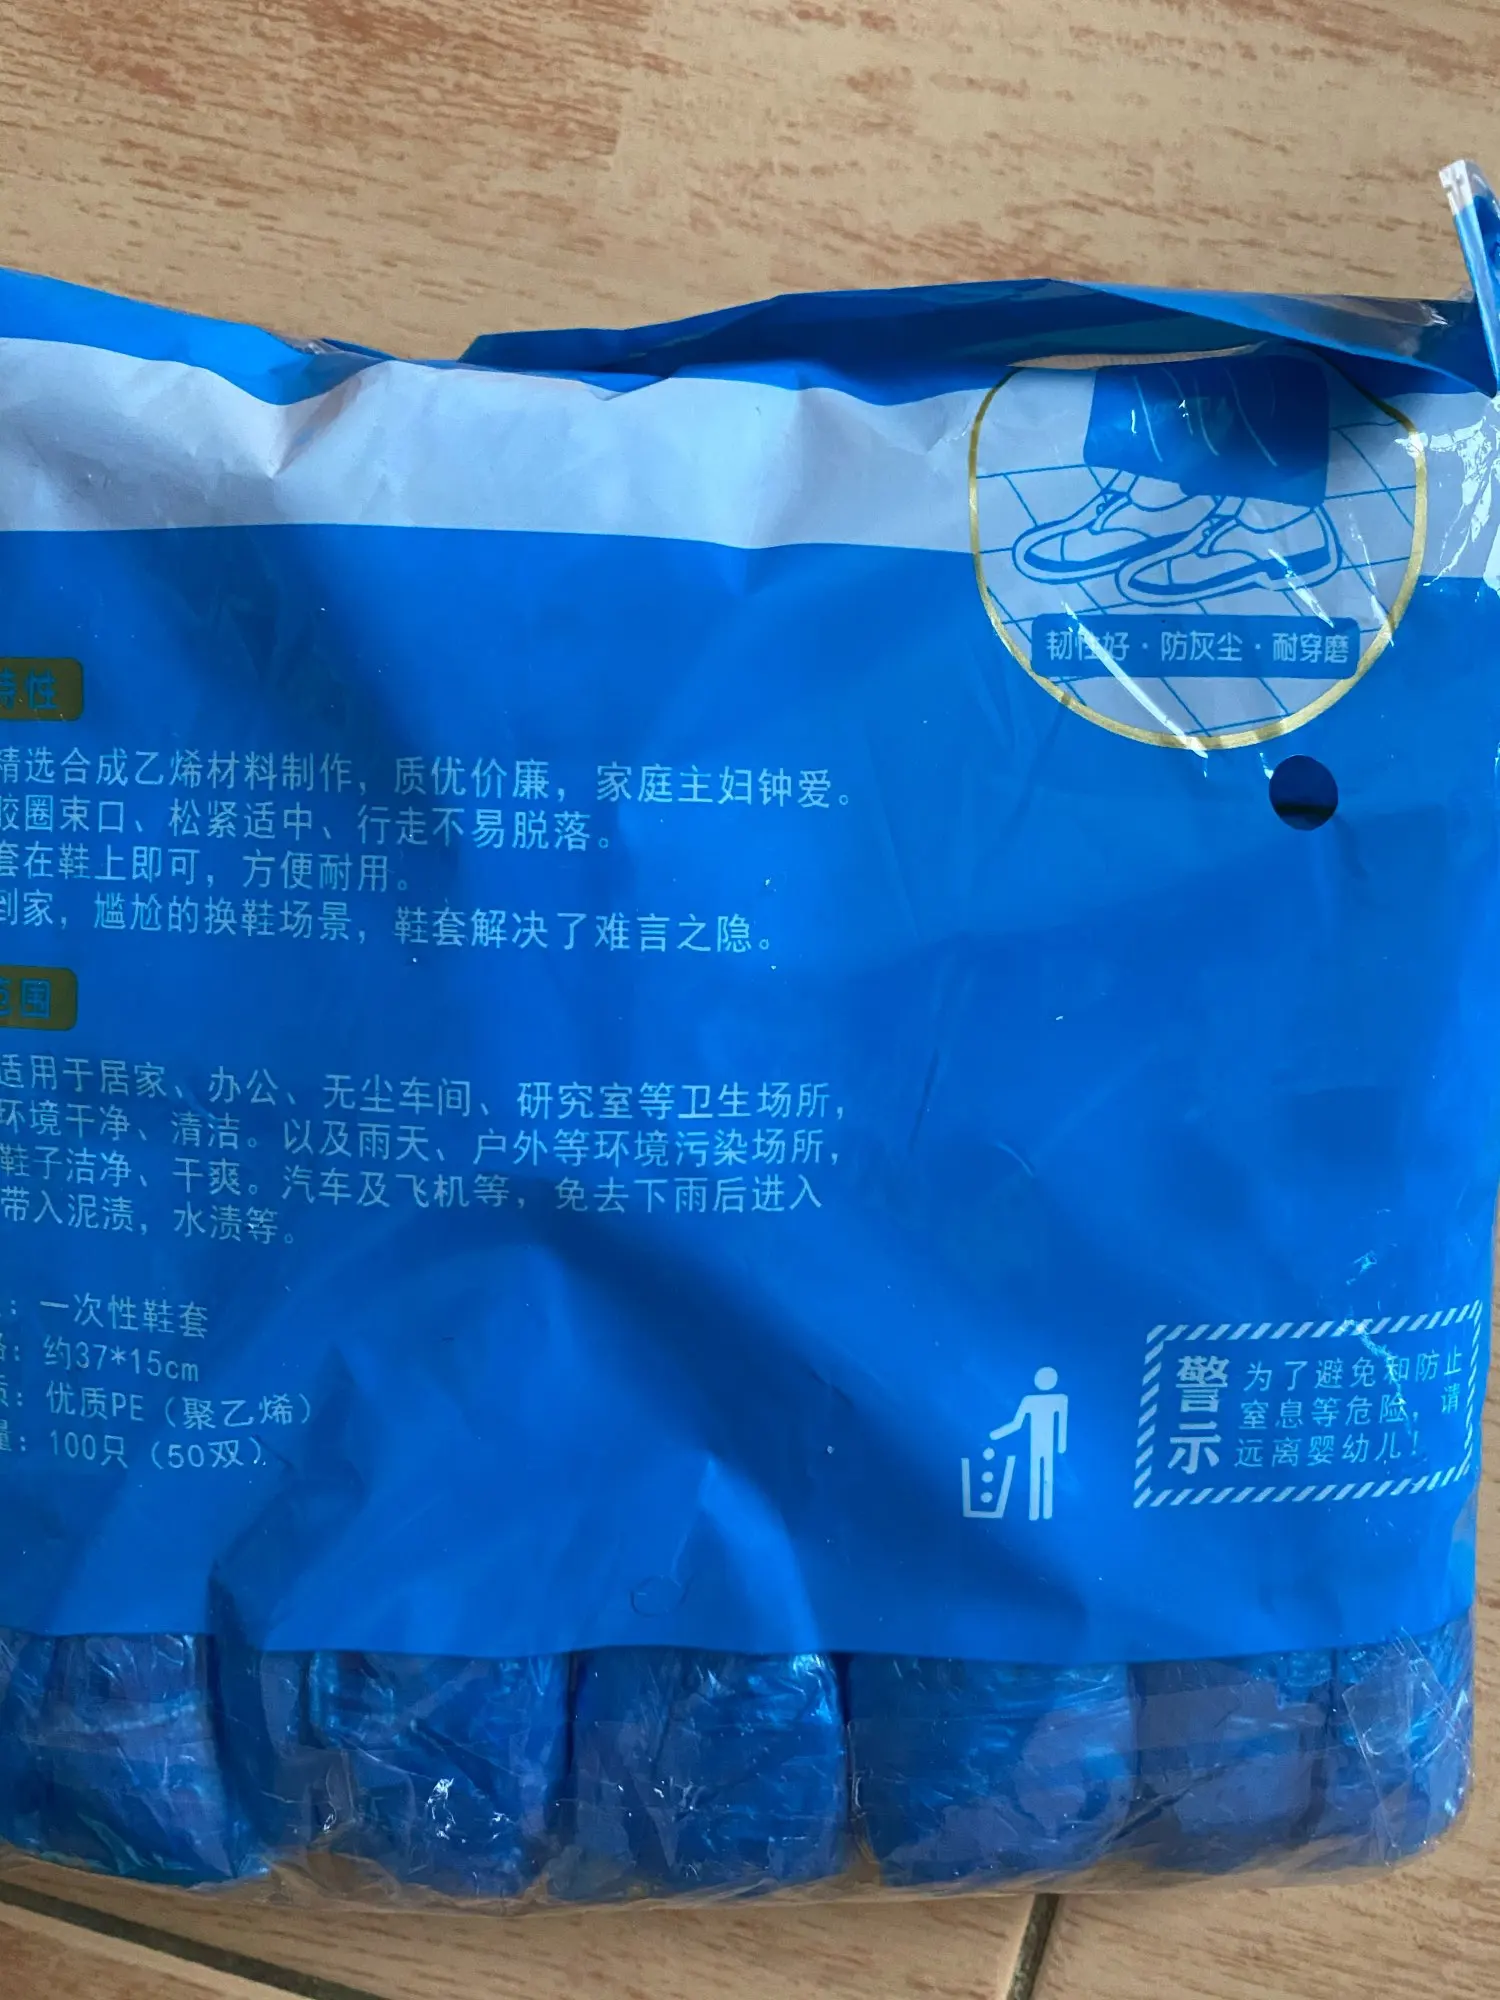 韧性好·防灰尘·耐穿磨
特性
精选合成乙烯材料制作，质优价廉，家庭主妇钟爱。
胶圈束口、松紧适中、行走不易脱落。
套在鞋上即可，方便耐用。
到家，尴尬的换鞋场景，鞋套解决了难言之隐。
范围
适用于居家、办公、无尘车间、研究室等卫生场所，
环境干净、清洁。以及雨天、户外等环境污染场所，
鞋子洁净、干爽。汽车及飞机等，免去下雨后进入
带入泥渍，水渍等。
：一次性鞋套
格：约37*15cm
质：优质PE（聚乙烯）
量：100只（50双）
警示
为了避免和防止
窒息等危险，请
远离婴幼儿！